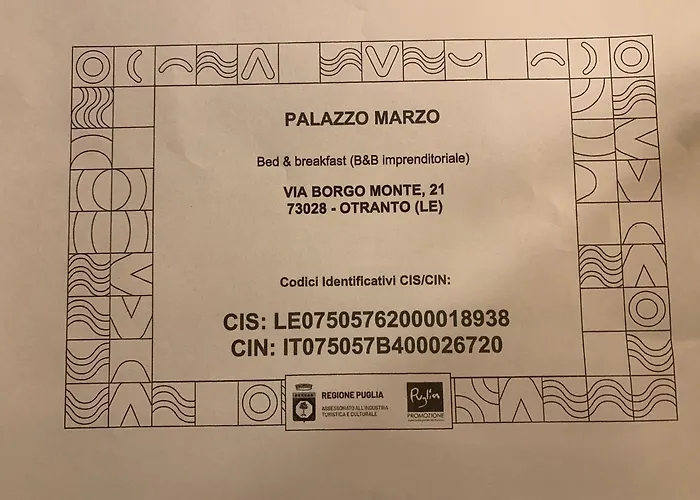 PALAZZO MARZO
Bed & breakfast (B&B imprenditoriale)
VIA BORGO MONTE, 21
73028 - OTRANTO (LE)
Codici Identificativi CIS/CIN:
CIS: LE07505762000018938
CIN: IT075057B400026720
REGIONE PUGLIA
ASSESSORATO ALL'INDUSTRIA
TURISTICA E CULTURALE
Puglia
PROMOZIONE